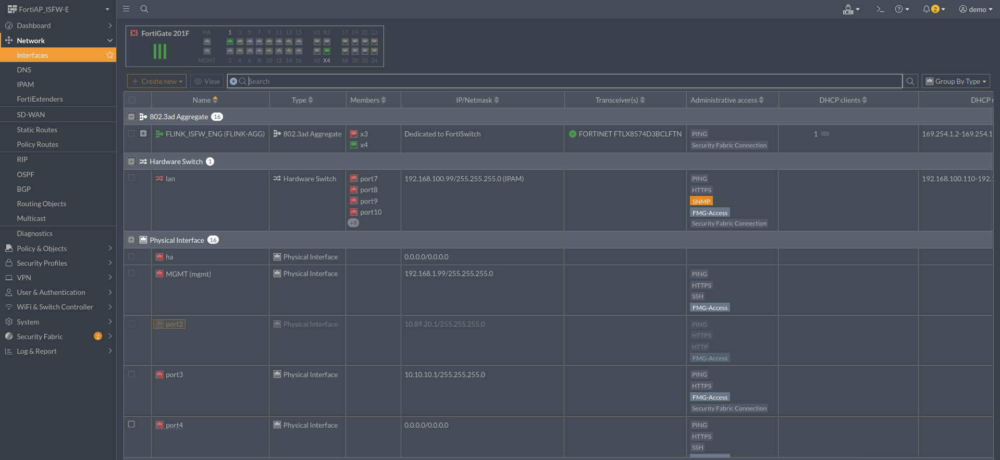 FortiAP_ISFW-E
Dashboard
Network
Interfaces
DNS
IPAM
FortiExtenders
SD-WAN
Static Routes
Policy Routes
RIP
OSPF
BGP
Routing Objects
Multicast
Diagnostics
Policy & Objects
Security Profiles
VPN
User & Authentication
WiFi & Switch Controller
System
Security Fabric 2
Log & Report
2 demo
FortiGate 201F
HA 1 3 5 7 9 11 13 15 X1 X3 17 19 21 23
MGMT 2 4 6 8 10 12 14 16 X2 X4 18 20 22 24
Create new View Search Group By Type
Name Type Members IP/Netmask Transceiver(s) Administrative access DHCP clients DHCP
802.3ad Aggregate 16
FLINK_ISFW_ENG (FLINK-AGG) 802.3ad Aggregate x3 Dedicated to FortiSwitch FORTINET FTLX8574D3BCLFTN PING 1 169.254.1.2-169.254.1
x4 Security Fabric Connection
Hardware Switch 1
lan Hardware Switch port7 192.168.100.99/255.255.255.0 (IPAM) PING 192.168.100.110-192.
port8 HTTPS
port9 SNMP
port10 FMG-Access
+9 Security Fabric Connection
Physical Interface 16
ha Physical Interface 0.0.0.0/0.0.0.0
MGMT (mgmt) Physical Interface 192.168.1.99/255.255.255.0 PING
HTTPS
SSH
FMG-Access
port2 Physical Interface 10.89.20.1/255.255.255.0 PING
HTTPS
HTTP
FMG-Access
port3 Physical Interface 10.10.10.1/255.255.255.0 PING
HTTPS
FMG-Access
Security Fabric Connection
port4 Physical Interface 0.0.0.0/0.0.0.0 PING
HTTPS
SSH